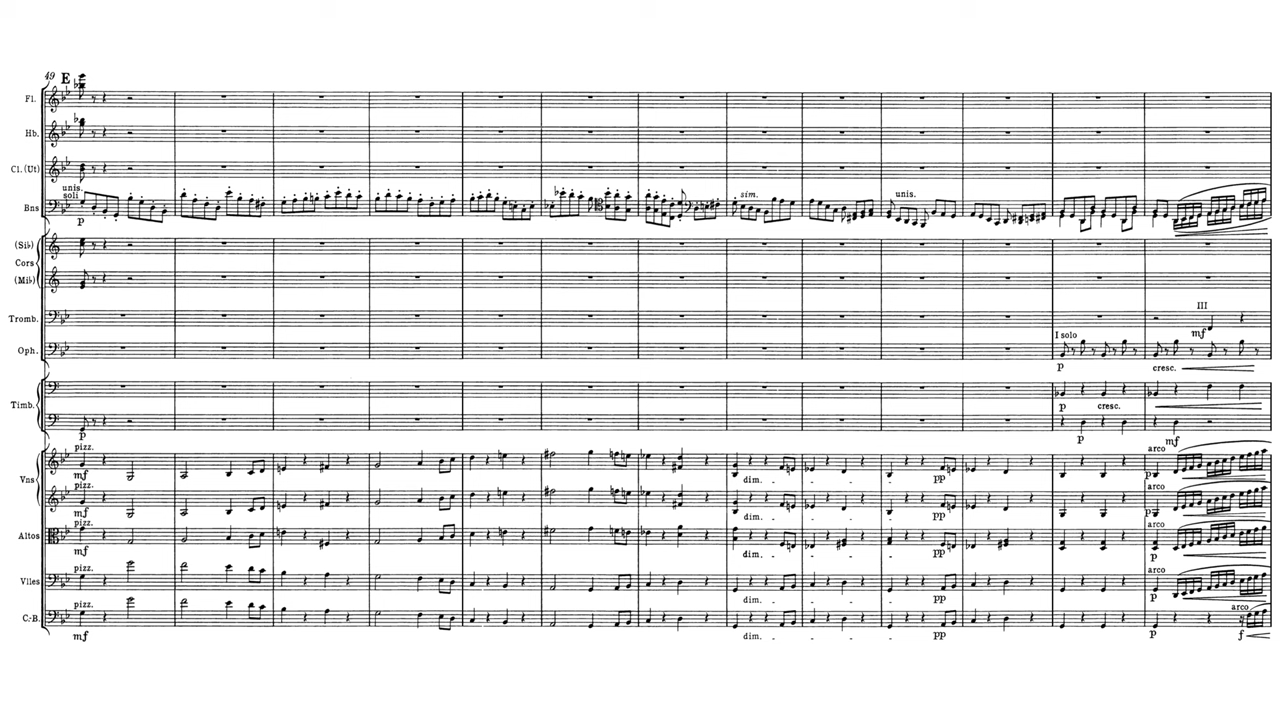 49 E
Fl.
Hb.
Cl.(Ut)
unis.
soli
sim.
unis.
Bns
p
(Sib)
Cors
(Mib)
III
Tromb.
mf
I solo
Oph.
p cresc.
Timb.
p cresc.
p p mf
pizz. arco
Vns
mf dim. pp p
pizz. arco
mf dim. pp p
pizz. arco
Altos
mf dim. pp p
pizz. arco
Vlles
dim. pp p
pizz. arco
C.-B.
mf dim. pp p f